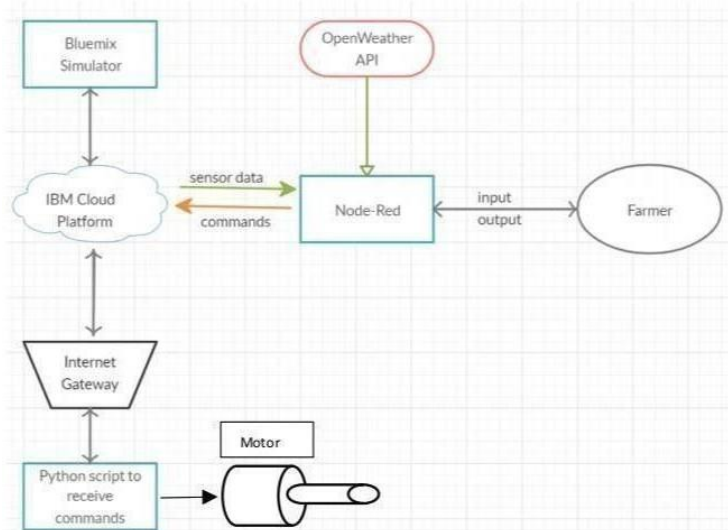 Bluemix
Simulator
OpenWeather
API
IBM Cloud
Platform
sensor data
commands
Node-Red
input
output
Farmer
Internet
Gateway
Motor
Python script to
receive
commands